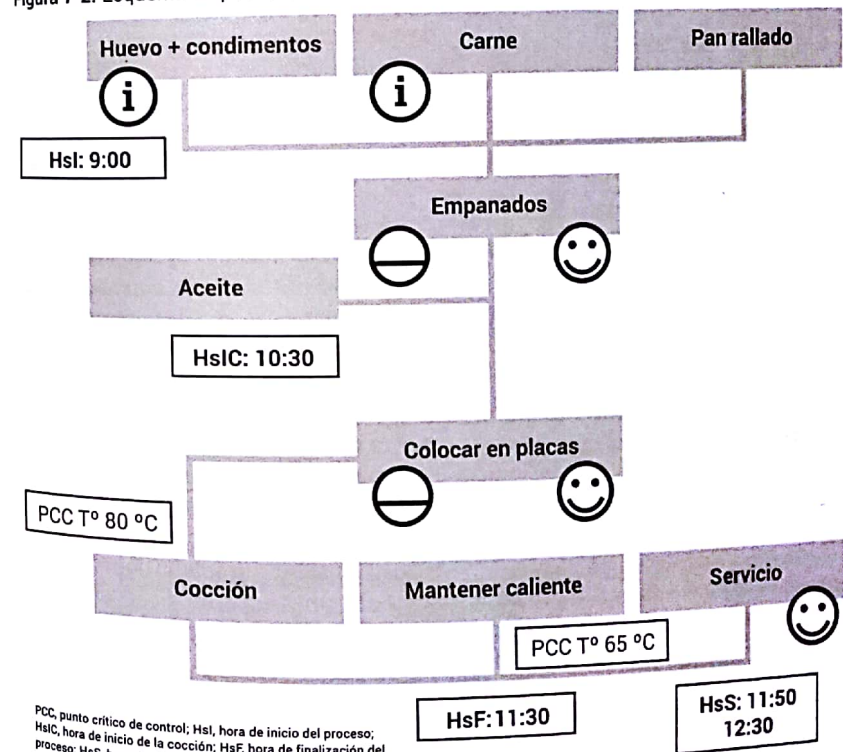 Huevo + condimentos
Carne
Pan rallado
i
i
HsI: 9:00
Empanados
Aceite
HsIC: 10:30
Colocar en placas
PCC Tº 80 ºC
Cocción
Mantener caliente
Servicio
PCC Tº 65 ºC
HsF: 11:30
HsS: 11:50
12:30
PCC, punto crítico de control; HsI, hora de inicio del proceso;
HsIC, hora de inicio de la cocción; HsF, hora de finalización del